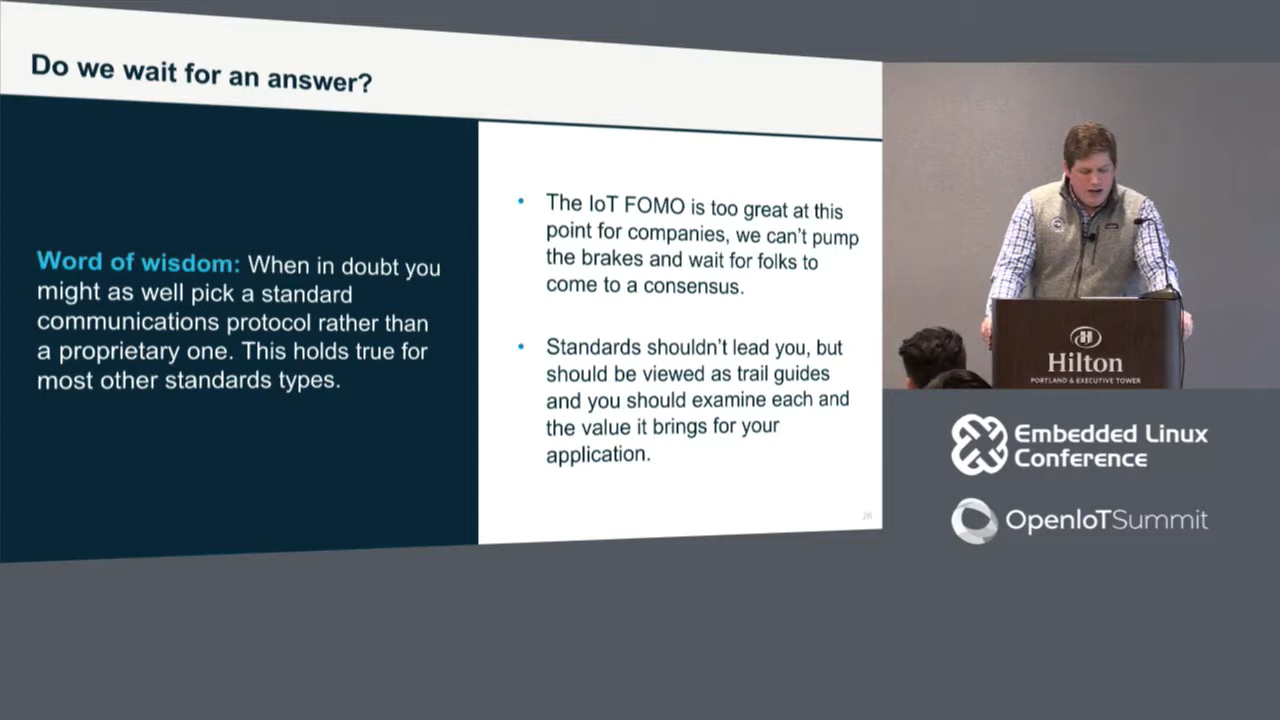 Do we wait for an answer?
Word of wisdom: When in doubt you
might as well pick a standard
communications protocol rather than
a proprietary one. This holds true for
most other standards types.
• The IoT FOMO is too great at this
point for companies, we can't pump
the brakes and wait for folks to
come to a consensus.
• Standards shouldn't lead you, but
should be viewed as trail guides
and you should examine each and
the value it brings for your
application.
26
Hilton
PORTLAND & EXECUTIVE TOWER
Embedded Linux
Conference
OpenIoTSummit